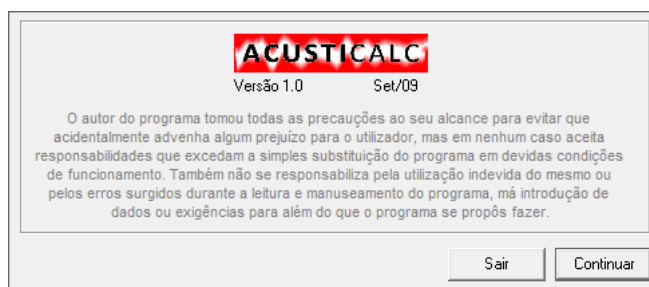 ACUSTICALC
Versão 1.0 Set/09
O autor do programa tomou todas as precauções ao seu alcance para evitar que
acidentalmente advenha algum prejuízo para o utilizador, mas em nenhum caso aceita
responsabilidades que excedam a simples substituição do programa em devidas condições
de funcionamento. Também não se responsabiliza pela utilização indevida do mesmo ou
pelos erros surgidos durante a leitura e manuseamento do programa, má introdução de
dados ou exigências para além do que o programa se propôs fazer.
Sair Continuar